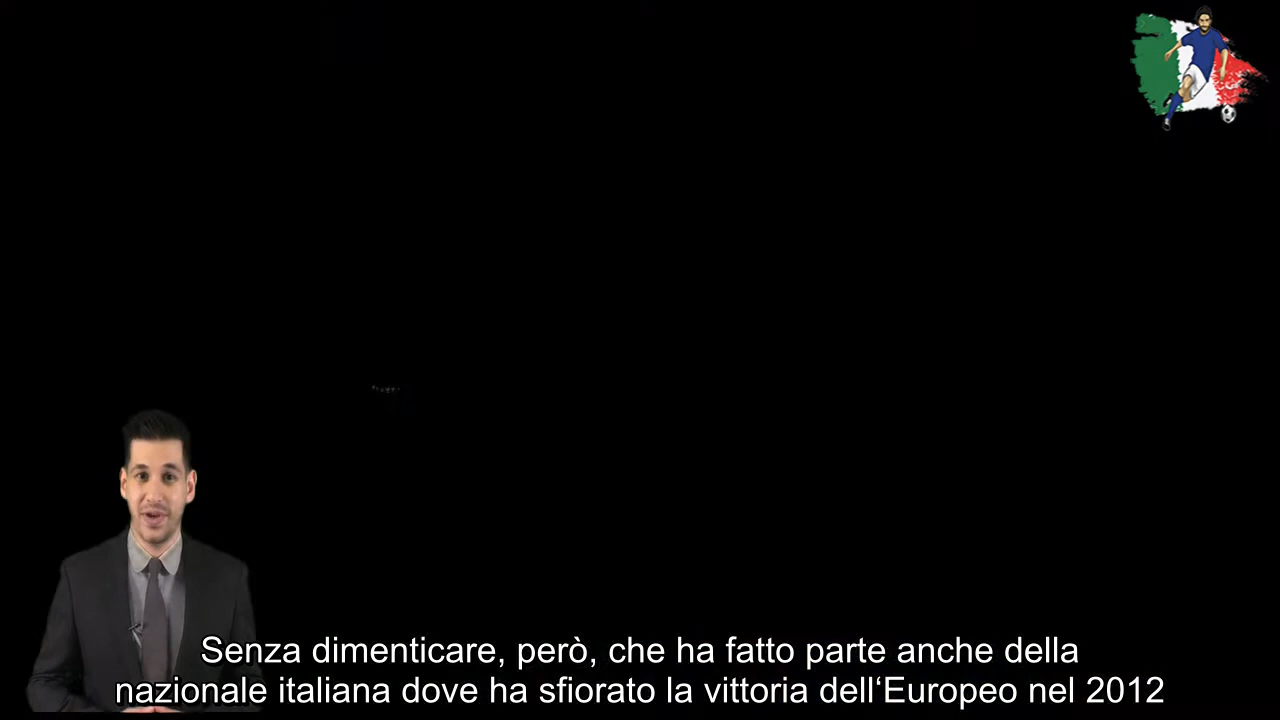 Senza dimenticare, però, che ha fatto parte anche della
nazionale italiana dove ha sfiorato la vittoria dell‘Europeo nel 2012